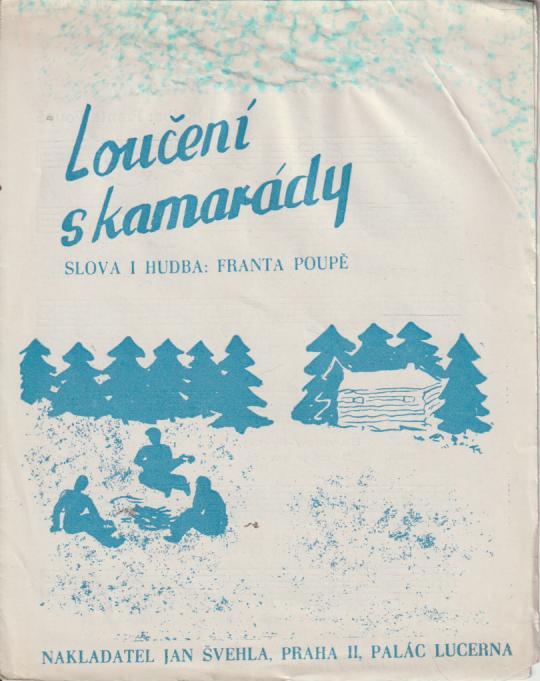 Loučení
s kamarády
SLOVA I HUDBA: FRANTA POUPĚ
NAKLADATEL JAN ŠVEHLA, PRAHA II, PALÁC LUCERNA